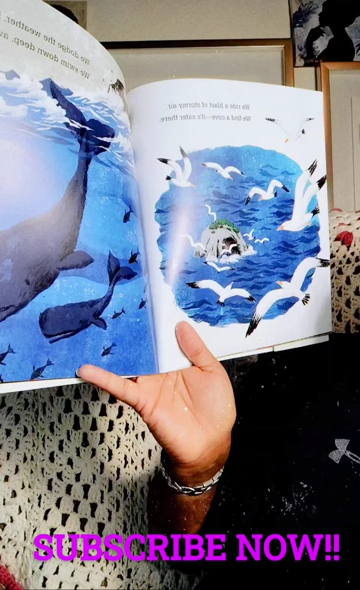 We dodge the weather.
We swim down deep.
We ride a blast of stormy air.
We find a cove—it's safer there.
SUBSCRIBE NOW!!